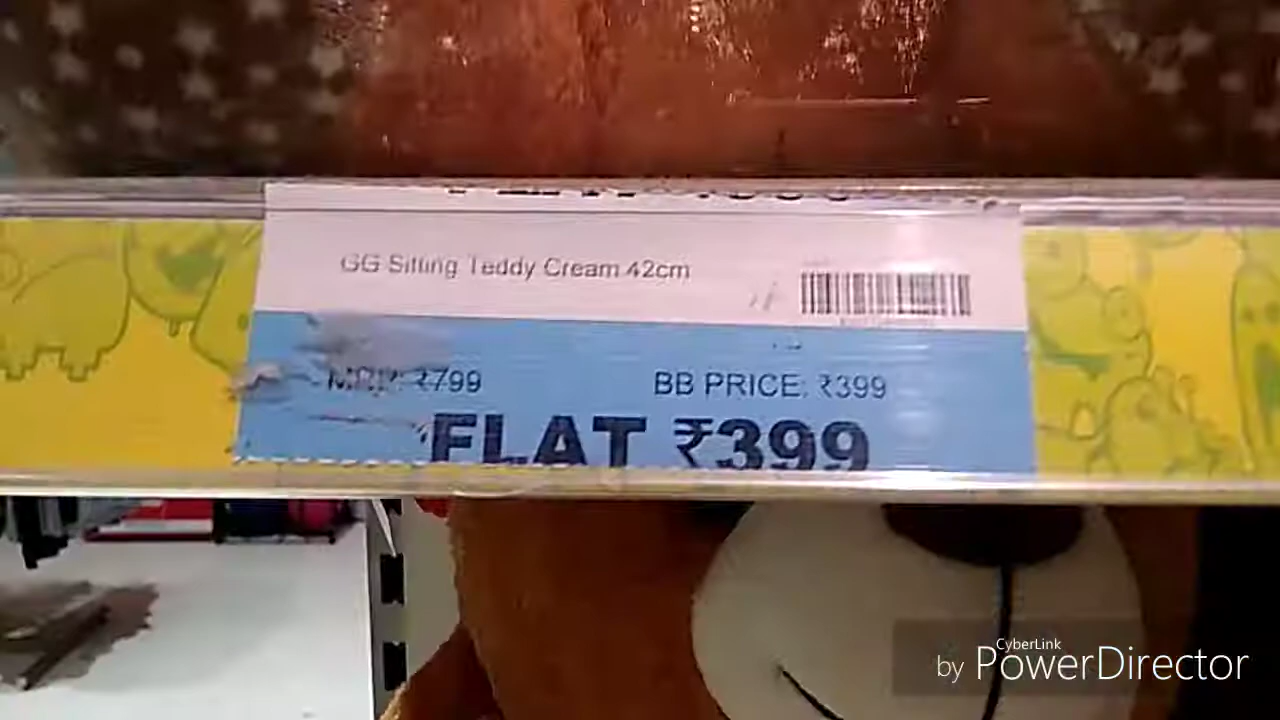 GG Sitting Teddy Cream 42cm
MRP: ₹799
BB PRICE: ₹399
FLAT ₹399
CyberLink
by PowerDirector